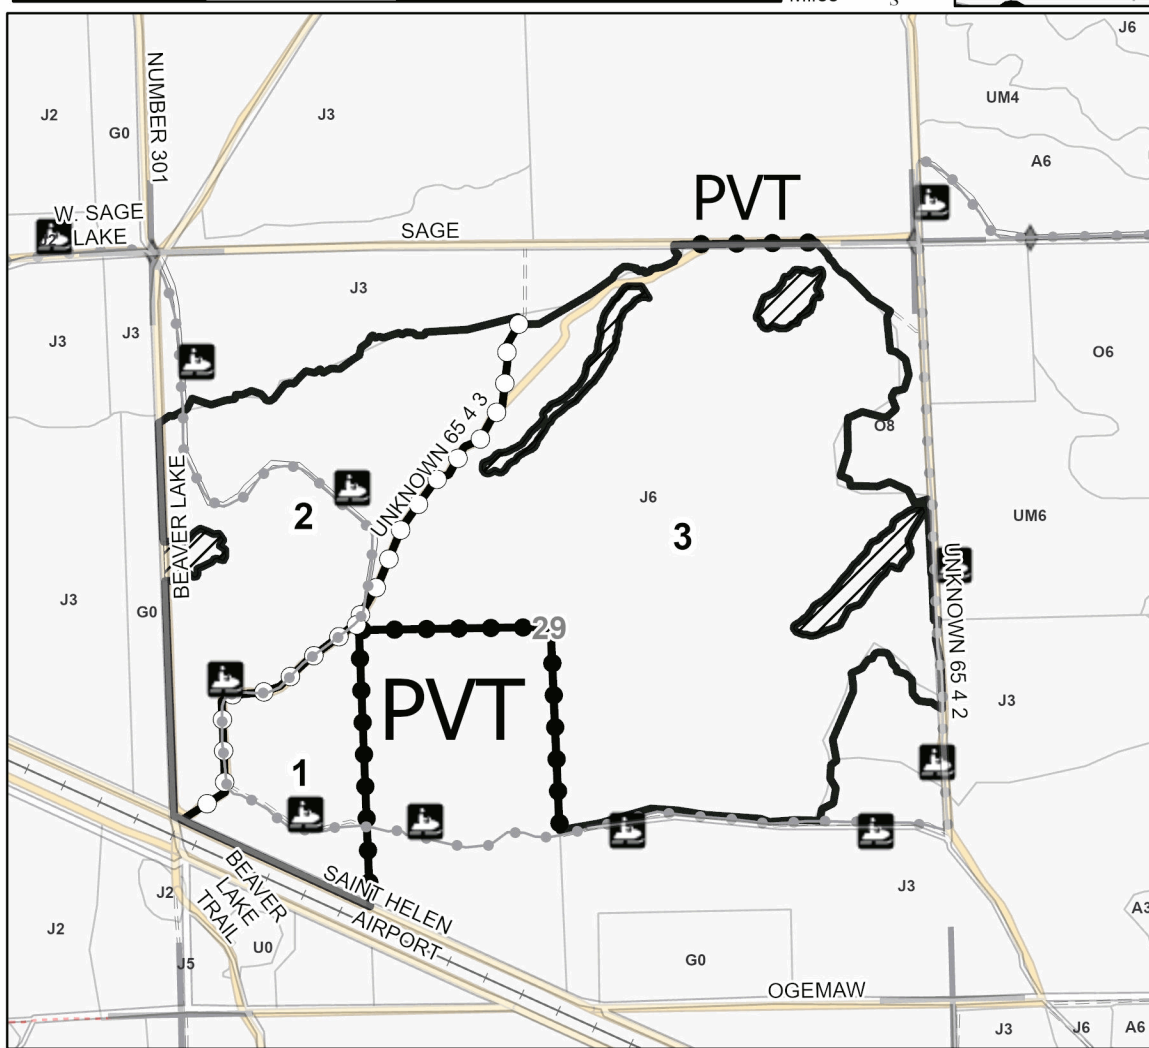 Miles
S
J6
NUMBER 301
J2
G0
J3
UM4
A6
PVT
W. SAGE
LAKE
SAGE
J3
J3
J3
O6
O8
UNKNOWN 65 4 3
BEAVER LAKE
2
J6
3
UM6
UNKNOWN 65 4 2
J3
G0
29
PVT
J3
1
BEAVER
LAKE
TRAIL
SAINT HELEN
AIRPORT
J2
J3
A3
J2
U0
J5
G0
OGEMAW
J3
J6
A6